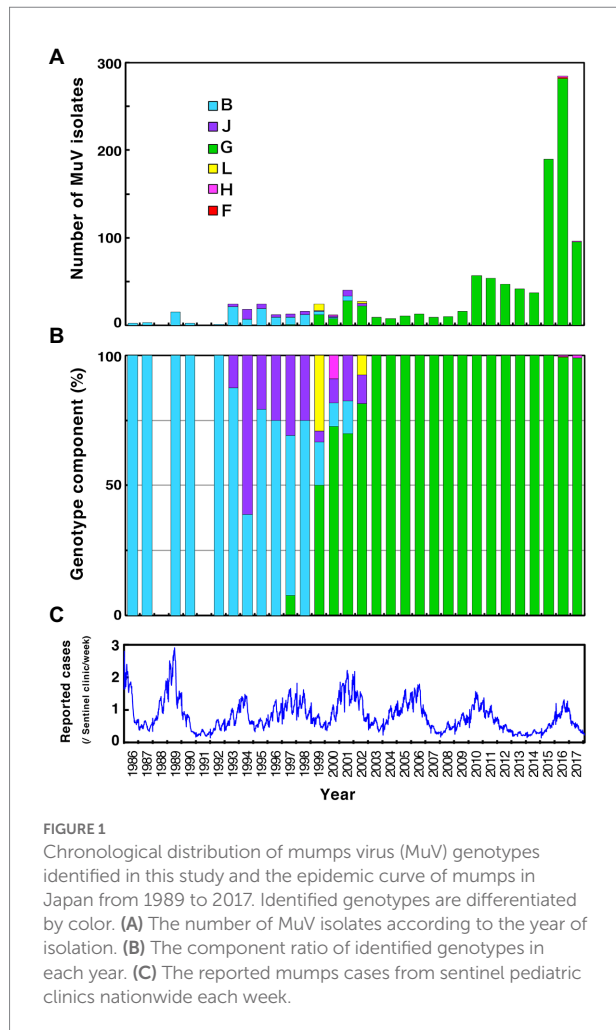 A
Number of MuV isolates
300
200
100
0
B
J
G
L
H
F
B
Genotype component (%)
100
50
0
C
Reported cases
(/ Sentinel clinic/week)
3
2
1
0
1986 1987 1988 1989 1990 1991 1992 1993 1994 1995 1996 1997 1998 1999 2000 2001 2002 2003 2004 2005 2006 2007 2008 2009 2010 2011 2012 2013 2014 2015 2016 2017
Year
FIGURE 1
Chronological distribution of mumps virus (MuV) genotypes
identified in this study and the epidemic curve of mumps in
Japan from 1989 to 2017. Identified genotypes are differentiated
by color. (A) The number of MuV isolates according to the year of
isolation. (B) The component ratio of identified genotypes in
each year. (C) The reported mumps cases from sentinel pediatric
clinics nationwide each week.